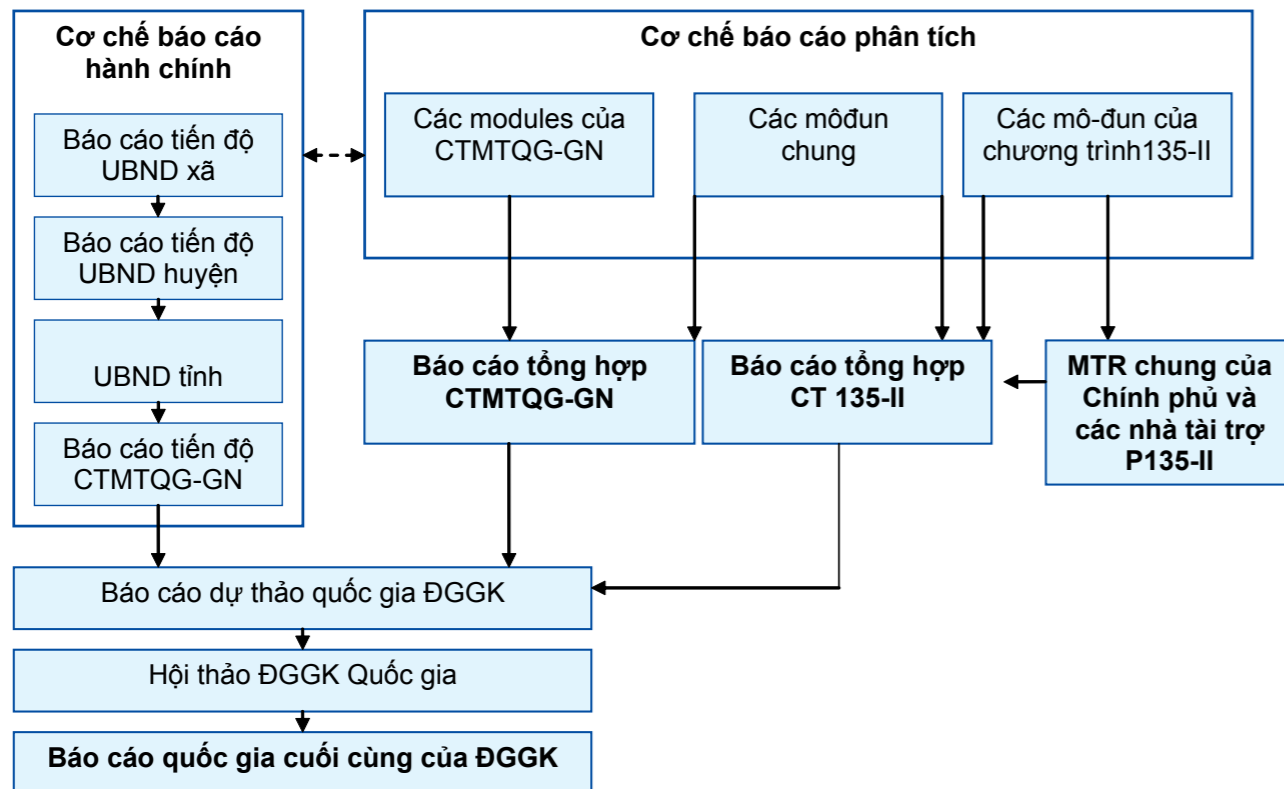 Cơ chế báo cáo
hành chính
Báo cáo tiến độ
UBND xã
Báo cáo tiến độ
UBND huyện
UBND tỉnh
Báo cáo tiến độ
CTMTQG-GN
Cơ chế báo cáo phân tích
Các modules của
CTMTQG-GN
Các môđun
chung
Các mô-đun của
chương trình135-II
Báo cáo tổng hợp
CTMTQG-GN
Báo cáo tổng hợp
CT 135-II
MTR chung của
Chính phủ và
các nhà tài trợ
P135-II
Báo cáo dự thảo quốc gia ĐGGK
Hội thảo ĐGGK Quốc gia
Báo cáo quốc gia cuối cùng của ĐGGK